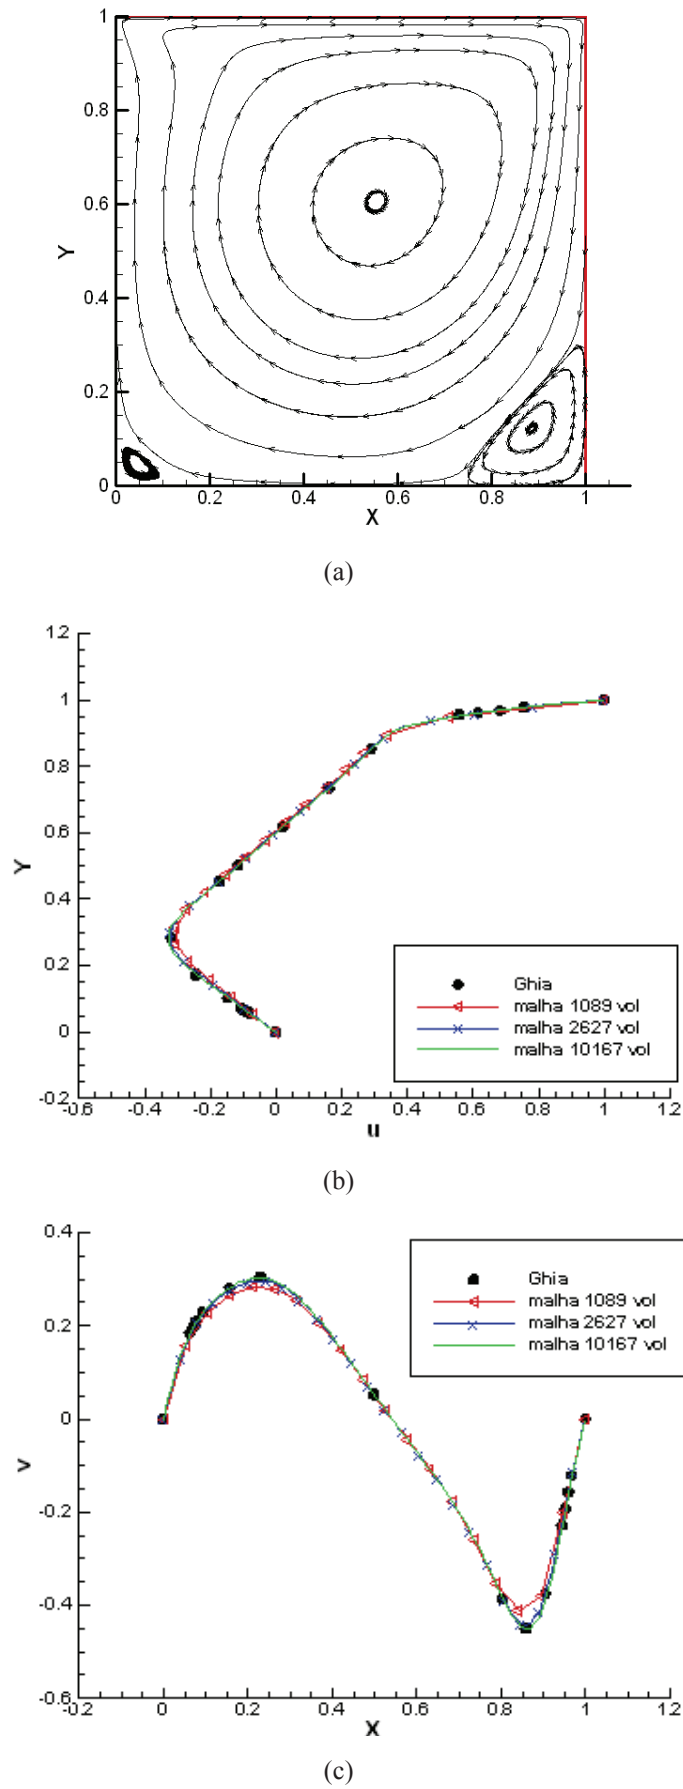 1
0.8
0.6
Y
0.4
0.2
0
0 0.2 0.4 0.6 0.8 1
X
(a)
1.2
1
0.8
0.6
Y
0.4
0.2
0
-0.2
-0.6 -0.4 -0.2 0 0.2 0.4 0.6 0.8 1 1.2
u
Ghia
malha 1089 vol
malha 2627 vol
malha 10167 vol
(b)
0.4
0.2
0
v
-0.2
-0.4
-0.6
-0.2 0 0.2 0.4 0.6 0.8 1 1.2
X
Ghia
malha 1089 vol
malha 2627 vol
malha 10167 vol
(c)